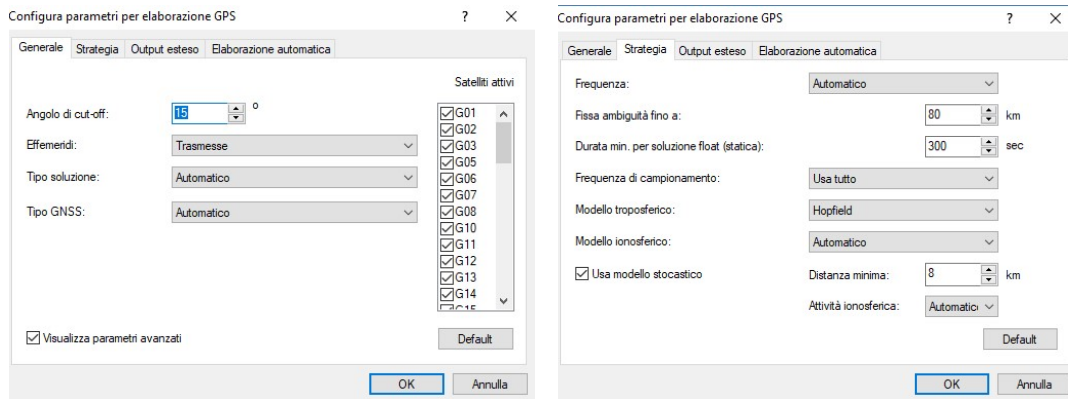 Configura parametri per elaborazione GPS ? ×
Generale Strategia Output esteso Elaborazione automatica
Satelliti attivi
Angolo di cut-off: 15 °
Effemeridi: Trasmesse
Tipo soluzione: Automatico
Tipo GNSS: Automatico
G01
G02
G03
G05
G06
G07
G08
G10
G11
G12
G13
G14
G15
Visualizza parametri avanzati
Default
OK Annulla
Configura parametri per elaborazione GPS ? ×
Generale Strategia Output esteso Elaborazione automatica
Frequenza: Automatico
Fissa ambiguità fino a: 80 km
Durata min. per soluzione float (statica): 300 sec
Frequenza di campionamento: Usa tutto
Modello troposferico: Hopfield
Modello ionosferico: Automatico
Usa modello stocastico Distanza minima: 8 km
Attività ionosferica: Automatico
Default
OK Annulla